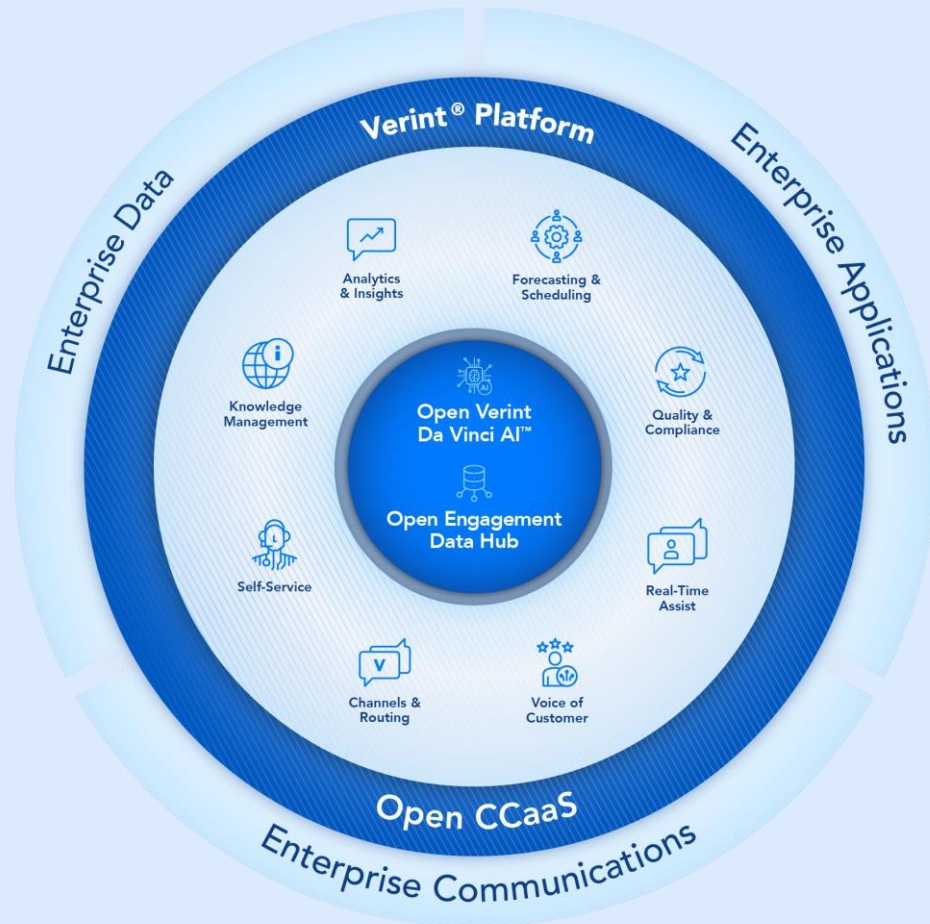 Verint® Platform
Enterprise Data
Enterprise Applications
Analytics
& Insights
Forecasting &
Scheduling
Knowledge
Management
Quality &
Compliance
AI
Open Verint
Da Vinci AI™
Open Engagement
Data Hub
Self-Service
Real-Time
Assist
V
Channels &
Routing
Voice of
Customer
Open CCaaS
Enterprise Communications